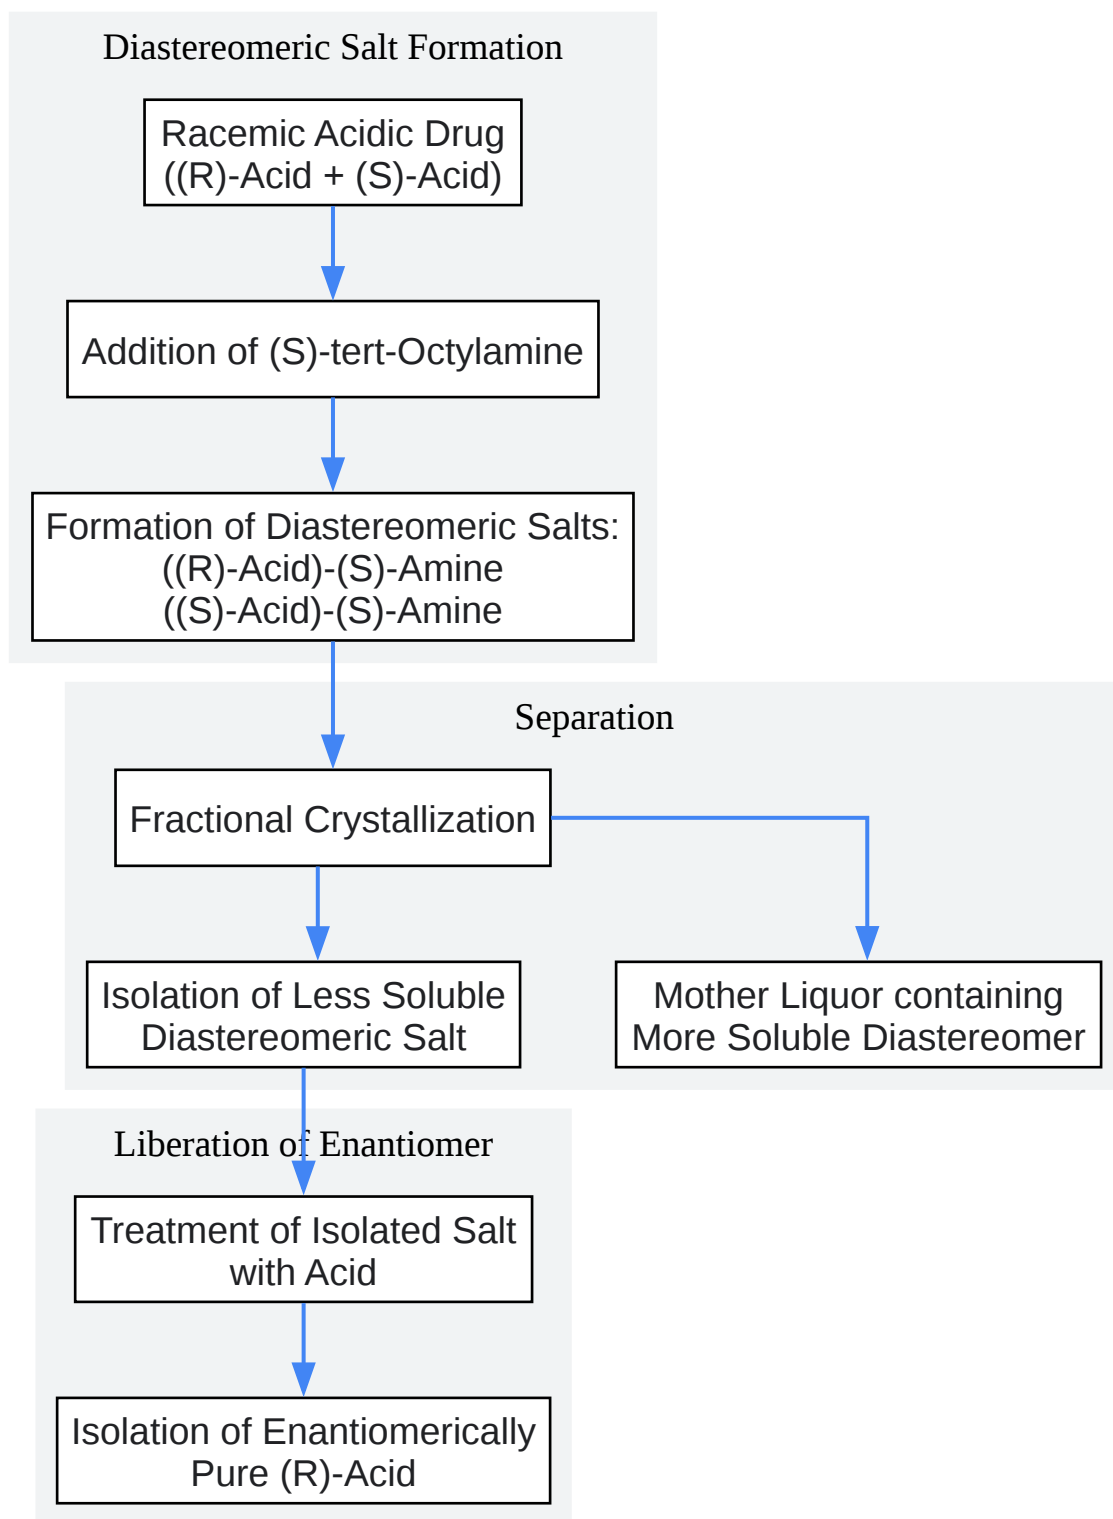 Diastereomeric Salt Formation
Racemic Acidic Drug
((R)-Acid + (S)-Acid)
Addition of (S)-tert-Octylamine
Formation of Diastereomeric Salts:
((R)-Acid)-(S)-Amine
((S)-Acid)-(S)-Amine
Separation
Fractional Crystallization
Isolation of Less Soluble
Diastereomeric Salt
Mother Liquor containing
More Soluble Diastereomer
Liberation of Enantiomer
Treatment of Isolated Salt
with Acid
Isolation of Enantiomerically
Pure (R)-Acid